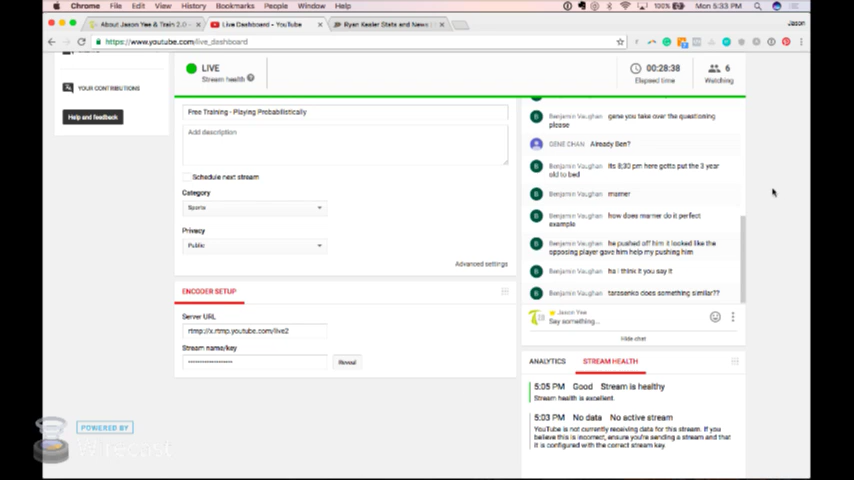 Chrome File Edit View History Bookmarks People Window Help 100% Mon 5:33 PM
About Jason Yee & Train 2.0 - Live Dashboard - YouTube Ryan Kesler Stats and News | Jason
https://www.youtube.com/live_dashboard
LIVE
Stream health
00:28:38
Elapsed time
6
Watching
YOUR CONTRIBUTIONS
Help and feedback
Free Training - Playing Probabilistically
Add description
Schedule next stream
Category
Sports
Privacy
Public
Advanced settings
ENCODER SETUP
Server URL
rtmp://x.rtmp.youtube.com/live2
Stream name/key
Reveal
Benjamin Vaughan gene you take over the questioning
please
GENE CHAN Already Ben?
Benjamin Vaughan Its 8;30 pm here gotta put the 3 year
old to bed
Benjamin Vaughan marner
Benjamin Vaughan how does marner do it perfect
example
Benjamin Vaughan he pushed off him it looked like the
opposing player gave him help my pushing him
Benjamin Vaughan ha i think it you say it
Benjamin Vaughan tarasenko does something similar??
Jason Yee
Say something...
Hide chat
ANALYTICS STREAM HEALTH
5:05 PM Good Stream is healthy
Stream health is excellent.
5:03 PM No data No active stream
YouTube is not currently receiving data for this stream. If you
believe this is incorrect, ensure you're sending a stream and that
it is configured with the correct stream key.
POWERED BY
Wirecast